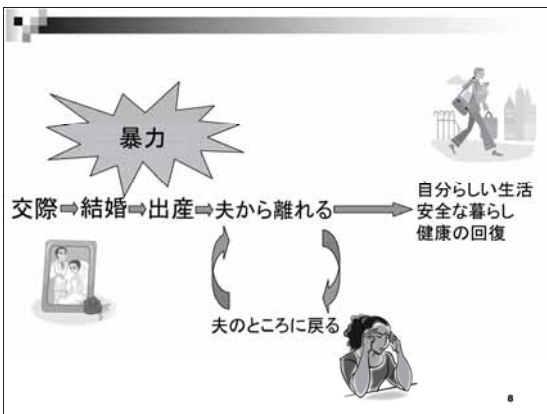 暴力
交際⇒結婚⇒出産⇒夫から離れる
自分らしい生活
安全な暮らし
健康の回復
夫のところに戻る
8